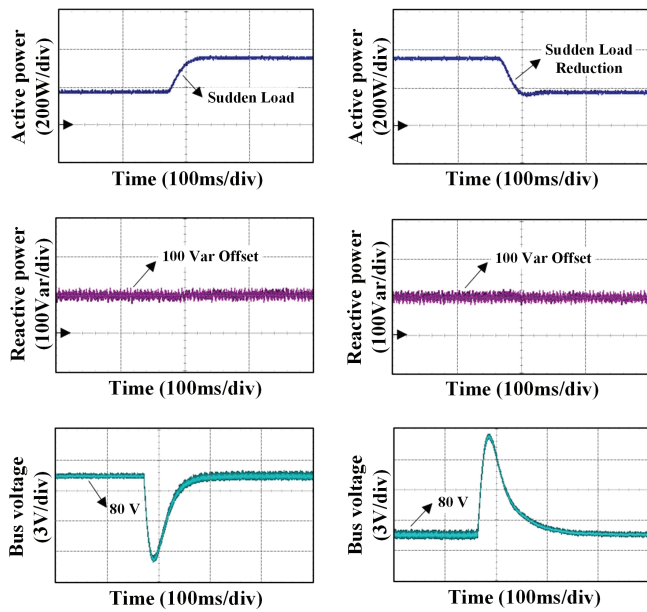 Active power
(200W/div)
Sudden Load
Time (100ms/div)
Active power
(200W/div)
Sudden Load
Reduction
Time (100ms/div)
Reactive power
(100Var/div)
100 Var Offset
Time (100ms/div)
Reactive power
(100Var/div)
100 Var Offset
Time (100ms/div)
Bus voltage
(3V/div)
80 V
Time (100ms/div)
Bus voltage
(3V/div)
80 V
Time (100ms/div)